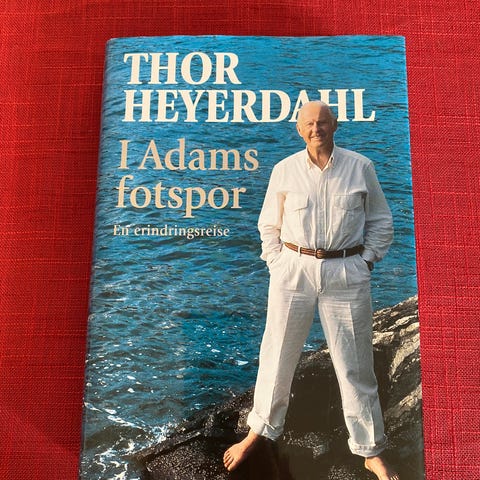 THOR
HEYERDAHL
I Adams
fotspor
En erindringsreise